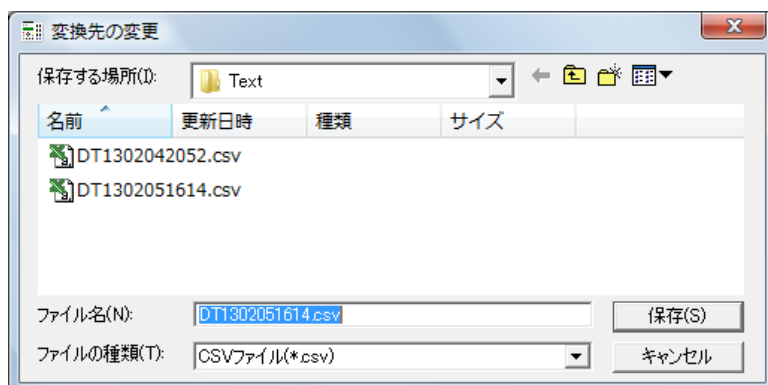 変換先の変更
保存する場所(I): Text
名前 更新日時 種類 サイズ
DT1302042052.csv
DT1302051614.csv
ファイル名(N): DT1302051614.csv 保存(S)
ファイルの種類(T): CSVファイル(*.csv) キャンセル